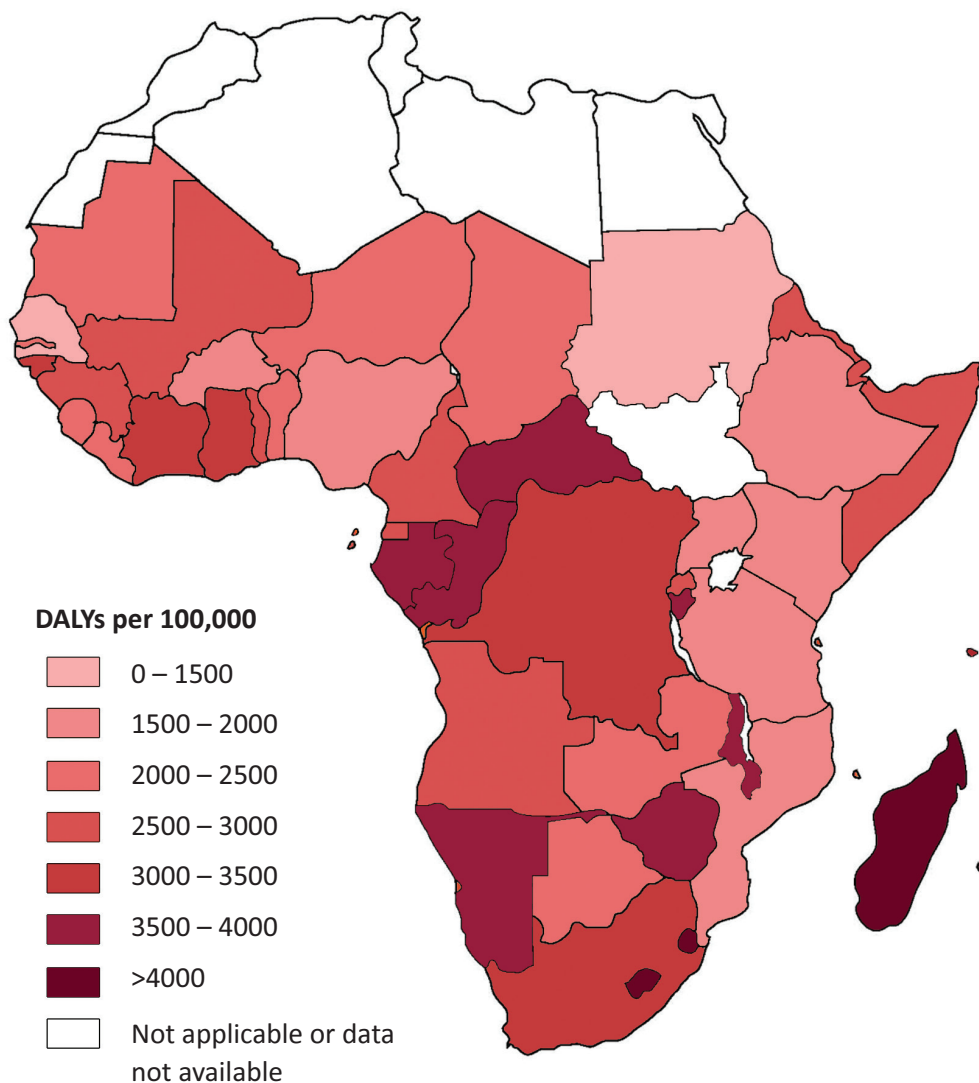 DALYs per 100,000
0 – 1500
1500 – 2000
2000 – 2500
2500 – 3000
3000 – 3500
3500 – 4000
>4000
Not applicable or data
not available